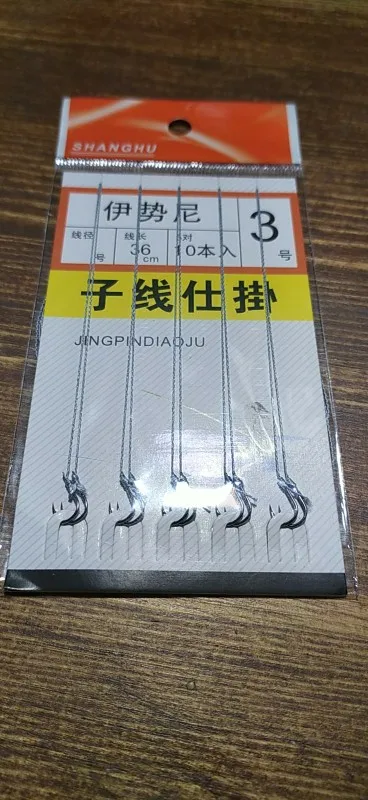 SHANGHU
伊势尼
3
号
线径
号
线长
36
cm
5对
10本入
子线仕掛
JINGPINDIAOJU